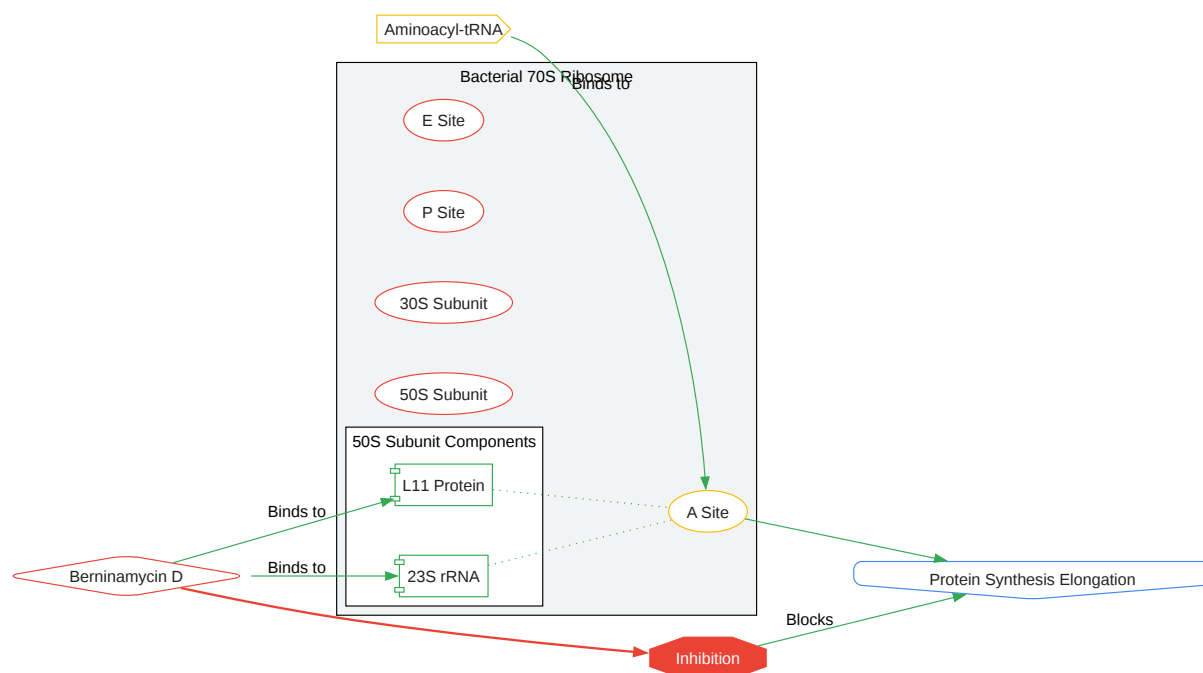 Aminoacyl-tRNA
Bacterial 70S Ribosome
Binds to
E Site
P Site
30S Subunit
50S Subunit
50S Subunit Components
L11 Protein
Binds to
A Site
Binds to
23S rRNA
Berninamycin D
Protein Synthesis Elongation
Blocks
Inhibition